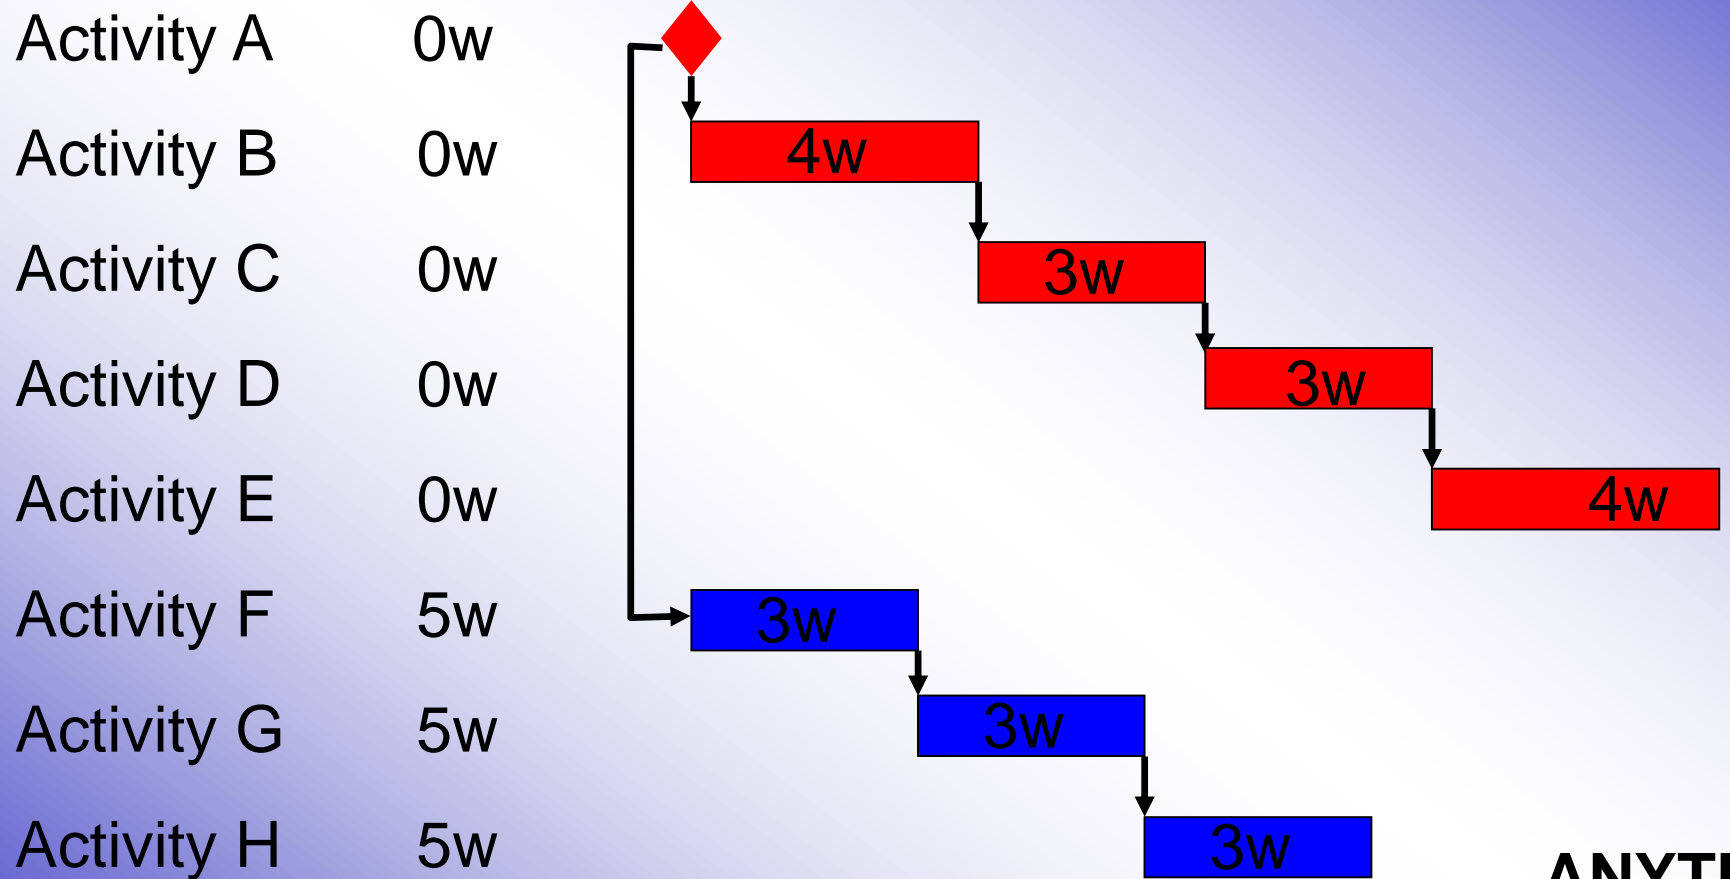 Activity A 0w
Activity B 0w 4w
Activity C 0w 3w
Activity D 0w 3w
Activity E 0w 4w
Activity F 5w 3w
Activity G 5w 3w
Activity H 5w 3w